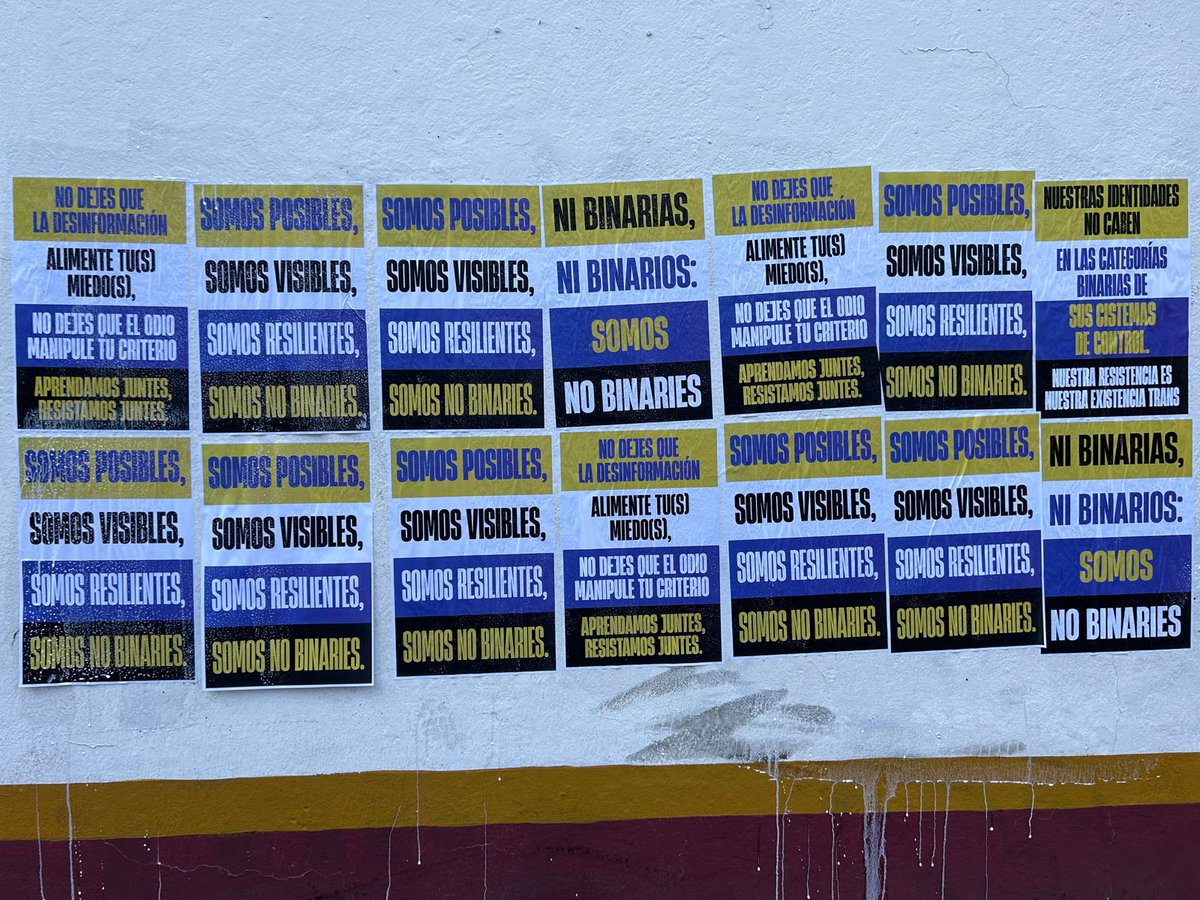 NO DEJES QUE
LA DESINFORMACIÓN
ALIMENTE TU(S)
MIEDO(S),
NO DEJES QUE EL ODIO
MANIPULE TU CRITERIO
APRENDAMOS JUNTES,
RESISTAMOS JUNTES.
SOMOS POSIBLES,
SOMOS VISIBLES,
SOMOS RESILIENTES,
SOMOS NO BINARIES.
SOMOS POSIBLES,
SOMOS VISIBLES,
SOMOS RESILIENTES,
SOMOS NO BINARIES.
NI BINARIAS,
NI BINARIOS:
SOMOS
NO BINARIES
NO DEJES QUE
LA DESINFORMACIÓN
ALIMENTE TU(S)
MIEDO(S),
NO DEJES QUE EL ODIO
MANIPULE TU CRITERIO
APRENDAMOS JUNTES,
RESISTAMOS JUNTES.
SOMOS POSIBLES,
SOMOS VISIBLES,
SOMOS RESILIENTES,
SOMOS NO BINARIES.
NUESTRAS IDENTIDADES
NO CABEN
EN LAS CATEGORÍAS
BINARIAS DE
SUS SISTEMAS
DE CONTROL.
NUESTRA RESISTENCIA ES
NUESTRA EXISTENCIA TRANS
SOMOS POSIBLES,
SOMOS VISIBLES,
SOMOS RESILIENTES,
SOMOS NO BINARIES.
SOMOS POSIBLES,
SOMOS VISIBLES,
SOMOS RESILIENTES,
SOMOS NO BINARIES.
SOMOS POSIBLES,
SOMOS VISIBLES,
SOMOS RESILIENTES,
SOMOS NO BINARIES.
NO DEJES QUE
LA DESINFORMACIÓN
ALIMENTE TU(S)
MIEDO(S),
NO DEJES QUE EL ODIO
MANIPULE TU CRITERIO
APRENDAMOS JUNTES,
RESISTAMOS JUNTES.
SOMOS POSIBLES,
SOMOS VISIBLES,
SOMOS RESILIENTES,
SOMOS NO BINARIES.
SOMOS POSIBLES,
SOMOS VISIBLES,
SOMOS RESILIENTES,
SOMOS NO BINARIES.
NI BINARIAS,
NI BINARIOS:
SOMOS
NO BINARIES